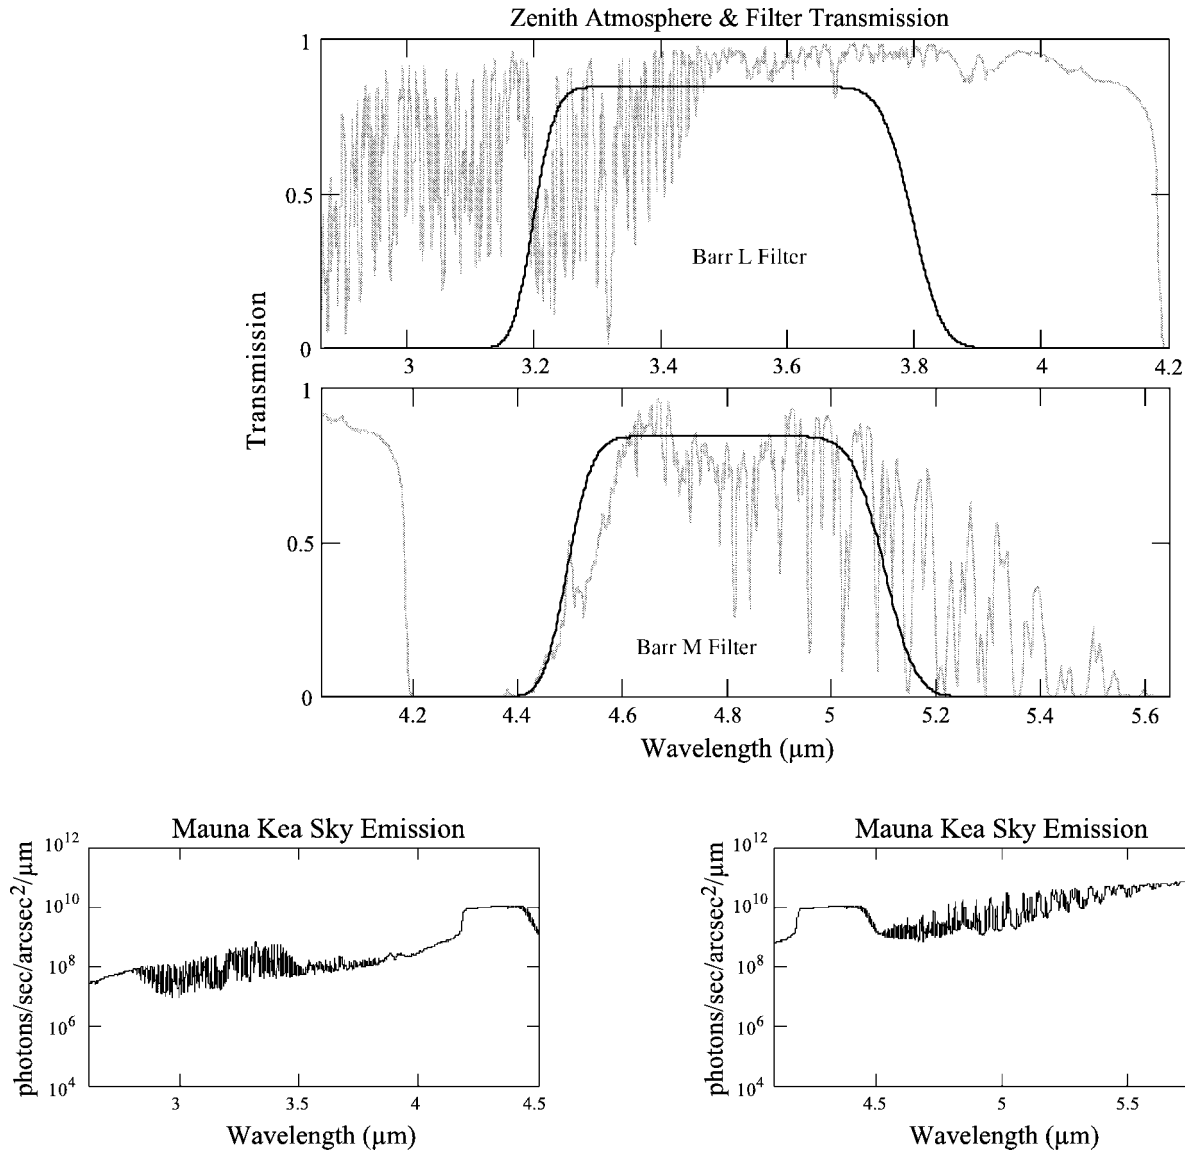 Zenith Atmosphere & Filter Transmission
1
0.5
0
Barr L Filter
3 3.2 3.4 3.6 3.8 4 4.2
Transmission
1
0.5
0
Barr M Filter
4.2 4.4 4.6 4.8 5 5.2 5.4 5.6
Wavelength (µm)
Mauna Kea Sky Emission
photons/sec/arcsec²/µm
10¹²
10¹⁰
10⁸
10⁶
10⁴
3 3.5 4 4.5
Wavelength (µm)
Mauna Kea Sky Emission
photons/sec/arcsec²/µm
10¹²
10¹⁰
10⁸
10⁶
10⁴
4.5 5 5.5
Wavelength (µm)